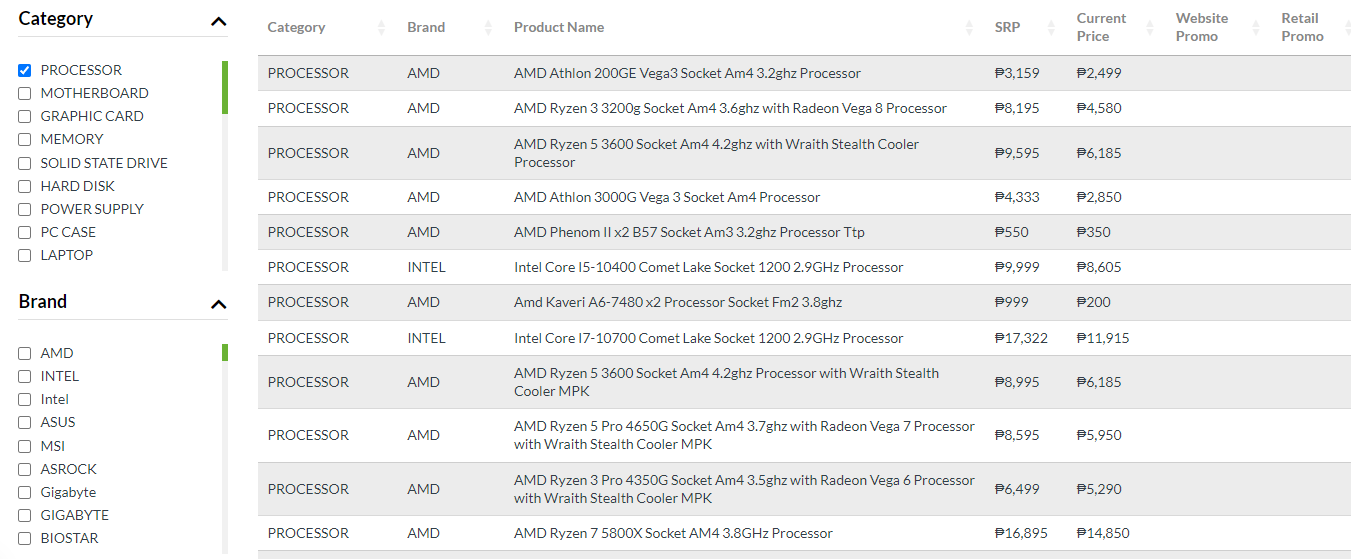 Category
PROCESSOR
MOTHERBOARD
GRAPHIC CARD
MEMORY
SOLID STATE DRIVE
HARD DISK
POWER SUPPLY
PC CASE
LAPTOP
Brand
AMD
INTEL
Intel
ASUS
MSI
ASROCK
Gigabyte
GIGABYTE
BIOSTAR
Category Brand Product Name SRP Current Price Website Promo Retail Promo
PROCESSOR AMD AMD Athlon 200GE Vega3 Socket Am4 3.2ghz Processor ₱3,159 ₱2,499
PROCESSOR AMD AMD Ryzen 3 3200g Socket Am4 3.6ghz with Radeon Vega 8 Processor ₱8,195 ₱4,580
PROCESSOR AMD AMD Ryzen 5 3600 Socket Am4 4.2ghz with Wraith Stealth Cooler
Processor ₱9,595 ₱6,185
PROCESSOR AMD AMD Athlon 3000G Vega 3 Socket Am4 Processor ₱4,333 ₱2,850
PROCESSOR AMD AMD Phenom II x2 B57 Socket Am3 3.2ghz Processor Ttp ₱550 ₱350
PROCESSOR INTEL Intel Core I5-10400 Comet Lake Socket 1200 2.9GHz Processor ₱9,999 ₱8,605
PROCESSOR AMD Amd Kaveri A6-7480 x2 Processor Socket Fm2 3.8ghz ₱999 ₱200
PROCESSOR INTEL Intel Core I7-10700 Comet Lake Socket 1200 2.9GHz Processor ₱17,322 ₱11,915
PROCESSOR AMD AMD Ryzen 5 3600 Socket Am4 4.2ghz Processor with Wraith Stealth
Cooler MPK ₱8,995 ₱6,185
PROCESSOR AMD AMD Ryzen 5 Pro 4650G Socket Am4 3.7ghz with Radeon Vega 7 Processor
with Wraith Stealth Cooler MPK ₱8,595 ₱5,950
PROCESSOR AMD AMD Ryzen 3 Pro 4350G Socket Am4 3.5ghz with Radeon Vega 6 Processor
with Wraith Stealth Cooler MPK ₱6,499 ₱5,290
PROCESSOR AMD AMD Ryzen 7 5800X Socket AM4 3.8GHz Processor ₱16,895 ₱14,850